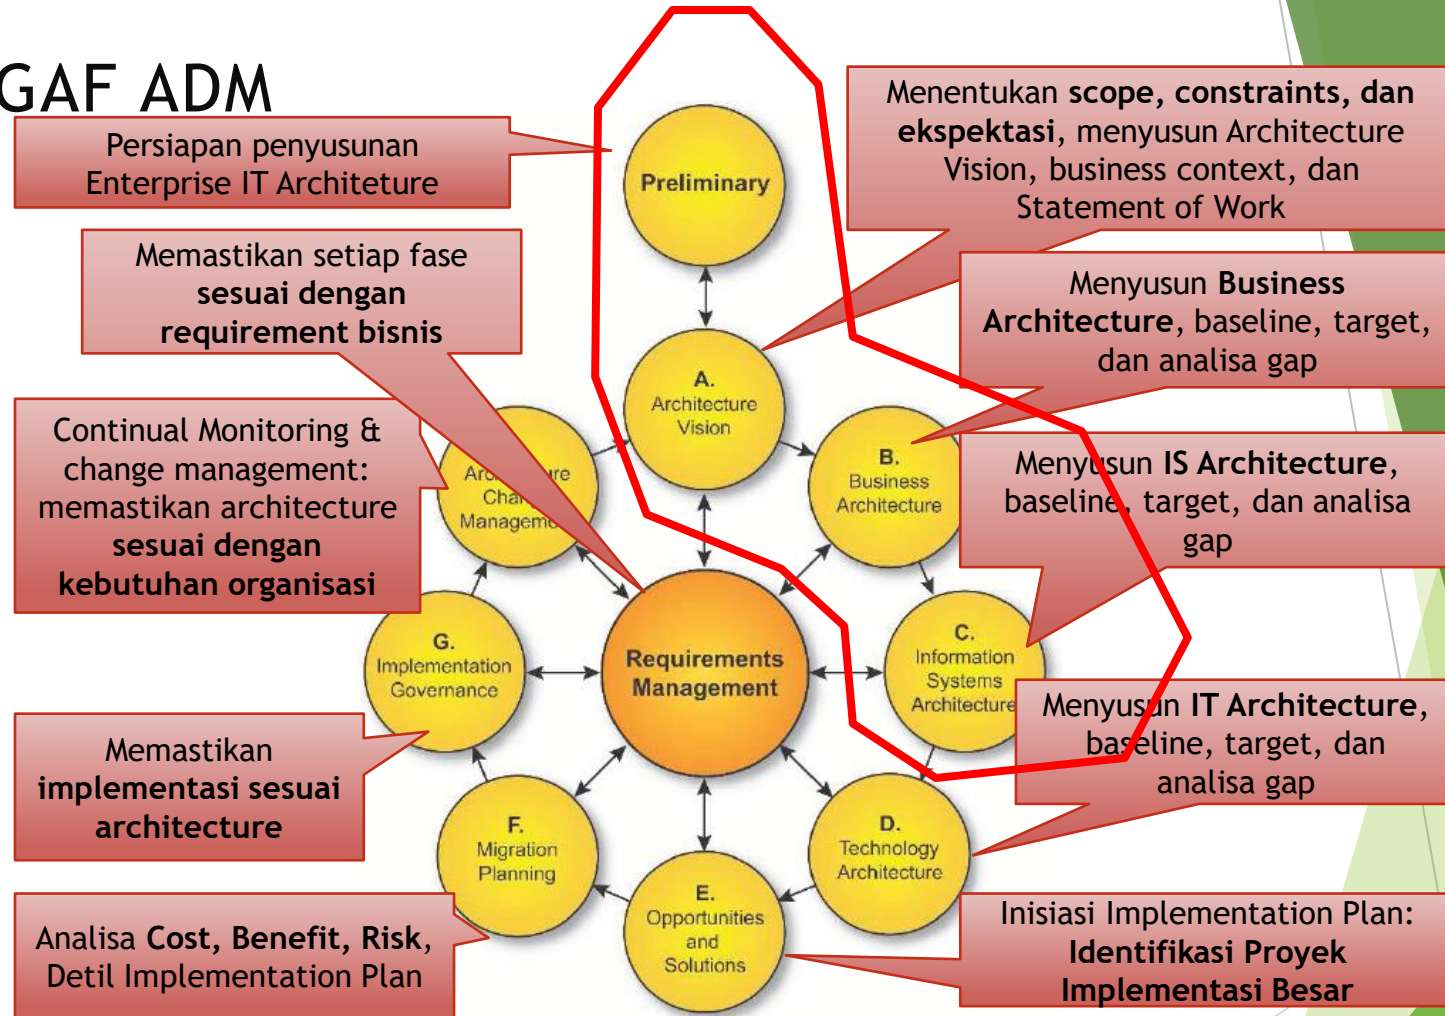 GAF ADM
Persiapan penyusunan
Enterprise IT Architeture
Menentukan scope, constraints, dan
ekspektasi, menyusun Architecture
Vision, business context, dan
Statement of Work
Preliminary
Memastikan setiap fase
sesuai dengan
requirement bisnis
Menyusun Business
Architecture, baseline, target,
dan analisa gap
A.
Architecture
Vision
Continual Monitoring &
change management:
memastikan architecture
sesuai dengan
kebutuhan organisasi
Management
B.
Business
Architecture
Menyusun IS Architecture,
baseline, target, dan analisa
gap
G.
Implementation
Governance
Requirements
Management
C.
Information
Systems
Architecture
Menyusun IT Architecture,
baseline, target, dan
analisa gap
Memastikan
implementasi sesuai
architecture
F.
Migration
Planning
D.
Technology
Architecture
E.
Opportunities
and
Solutions
Analisa Cost, Benefit, Risk,
Detil Implementation Plan
Inisiasi Implementation Plan:
Identifikasi Proyek
Implementasi Besar